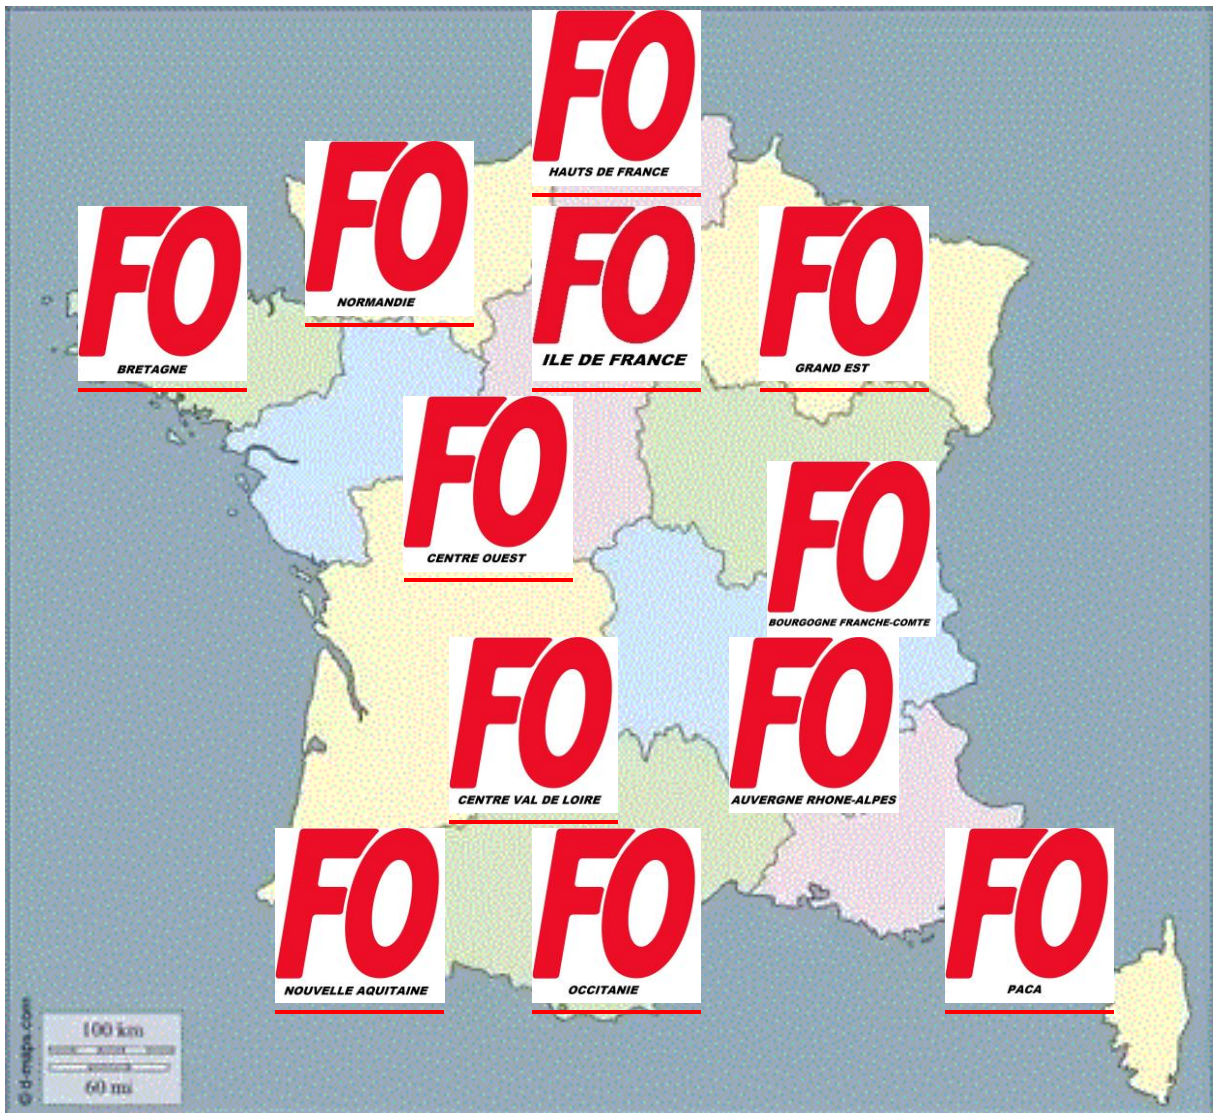 FO
HAUTS DE FRANCE
FO
NORMANDIE
FO
BRETAGNE
FO
ILE DE FRANCE
FO
GRAND EST
FO
CENTRE OUEST
FO
BOURGOGNE FRANCHE-COMTE
FO
CENTRE VAL DE LOIRE
FO
AUVERGNE RHONE-ALPES
FO
NOUVELLE AQUITAINE
FO
OCCITANIE
FO
PACA
100 km
60 mi
© d-maps.com